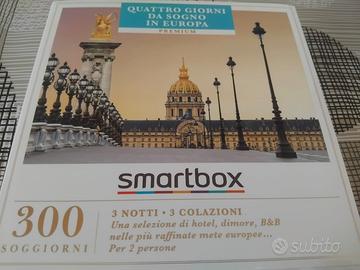 QUATTRO GIORNI
DA SOGNO
IN EUROPA
PREMIUM
smartbox
300
SOGGIORNI
3 NOTTI • 3 COLAZIONI
Una selezione di hotel, dimore, B&B
nelle più raffinate mete europee...
Per 2 persone
subito